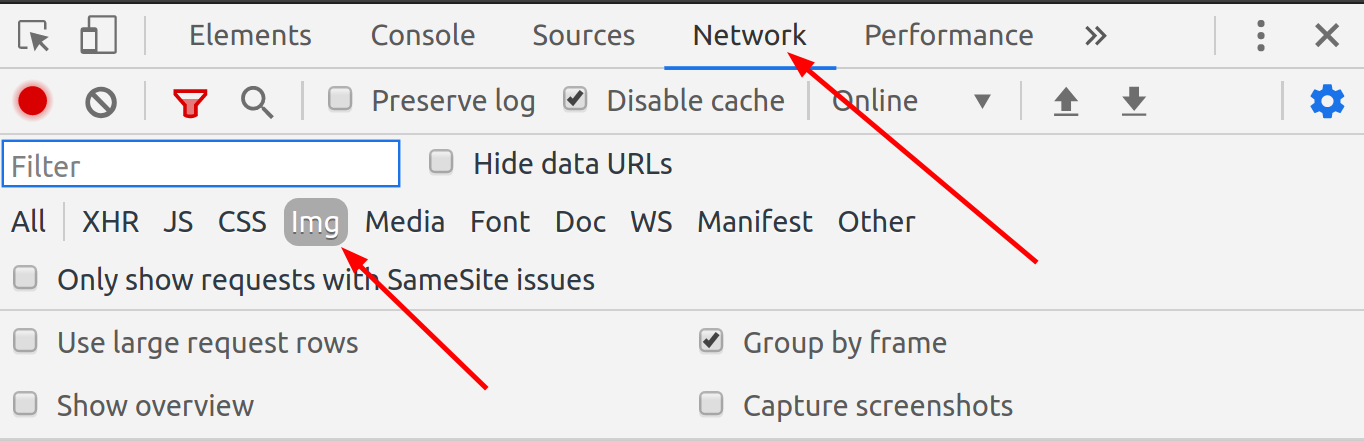 Elements Console Sources Network Performance
Preserve log Disable cache Online
Filter Hide data URLs
All XHR JS CSS Img Media Font Doc WS Manifest Other
Only show requests with SameSite issues
Use large request rows Group by frame
Show overview Capture screenshots